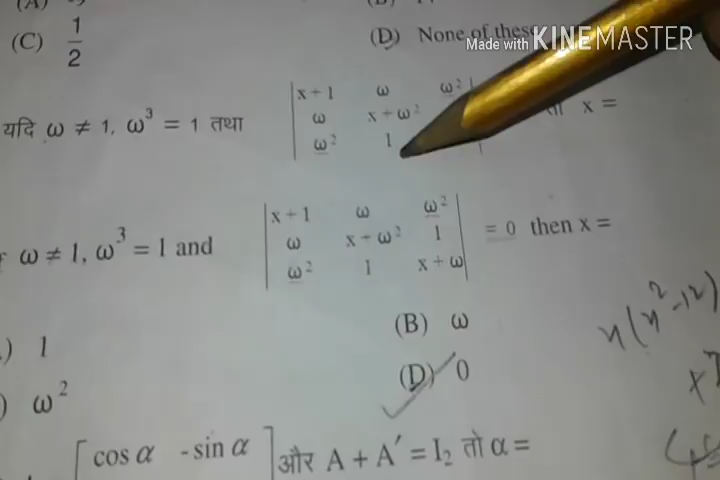 (C) 1/2
(D) None of these
Made with KINEMASTER
यदि ω ≠ 1, ω³ = 1 तथा | x+1 ω ω² |
| ω x+ω²
| ω² 1
x =
ω ≠ 1, ω³ = 1 and | x+1 ω ω² | = 0 then x =
| ω x+ω² 1 |
| ω² 1 x+ω |
) 1
(B) ω
) ω²
(D) 0
[ cos α -sin α ] और A + A′ = I₂ तो α =